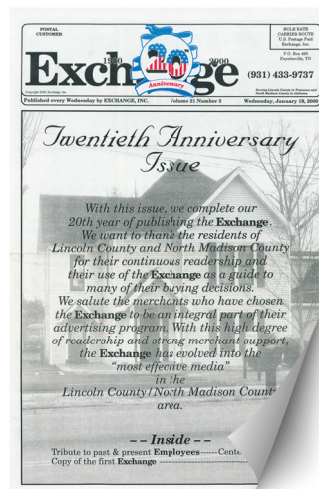 POSTAL
CUSTOMER
BULK RATE
CARRIER ROUTE
U.S. Postage Paid
Exchange, Inc.
P.O. Box 490
Fayetteville, TN
1980 2000
Exchange
Anniversary
(931) 433-9737
Copyright 2000, Exchange, Inc.
Serving Lincoln County in Tennessee and
North Madison County in Alabama
Published every Wednesday by EXCHANGE, INC. Volume 21 Number 3 Wednesday, January 19, 2000
Twentieth Anniversary
Issue
With this issue, we complete our
20th year of publishing the Exchange.
We want to thank the residents of
Lincoln County and North Madison County
for their continuous readership and
their use of the Exchange as a guide to
many of their buying decisions.
We salute the merchants who have chosen
the Exchange to be an integral part of their
advertising program. With this high degree
of readership and strong merchant support,
the Exchange has evolved into the
"most effective media"
in the
Lincoln County/North Madison Count
area.
-- Inside --
Tribute to past & present Employees ------ Cente
Copy of the first Exchange --------------------